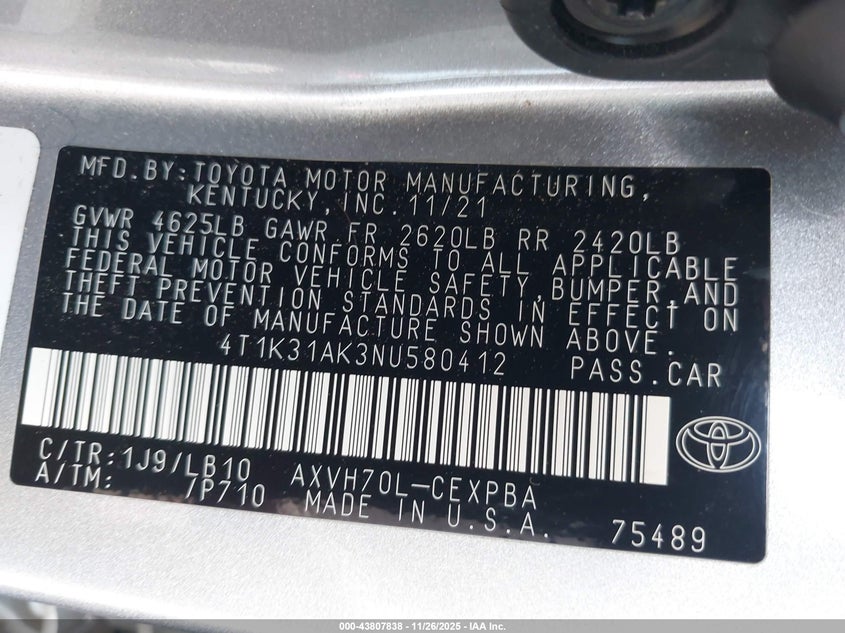 MFD.BY:TOYOTA MOTOR MANUFACTURING,
KENTUCKY,INC.11/21
GVWR 4625LB GAWR FR 2620LB RR 2420LB
THIS VEHICLE CONFORMS TO ALL APPLICABLE
FEDERAL MOTOR VEHICLE SAFETY,BUMPER,AND
THEFT PREVENTION STANDARDS IN EFFECT ON
THE DATE OF MANUFACTURE SHOWN ABOVE.
4T1K31AK3NU580412 PASS.CAR
C/TR:1J9/LB10 AXVH70L-CEXPBA
A/TM: 7P710 MADE IN U.S.A. 75489
000-43807838 - 11/26/2025 - IAA Inc.